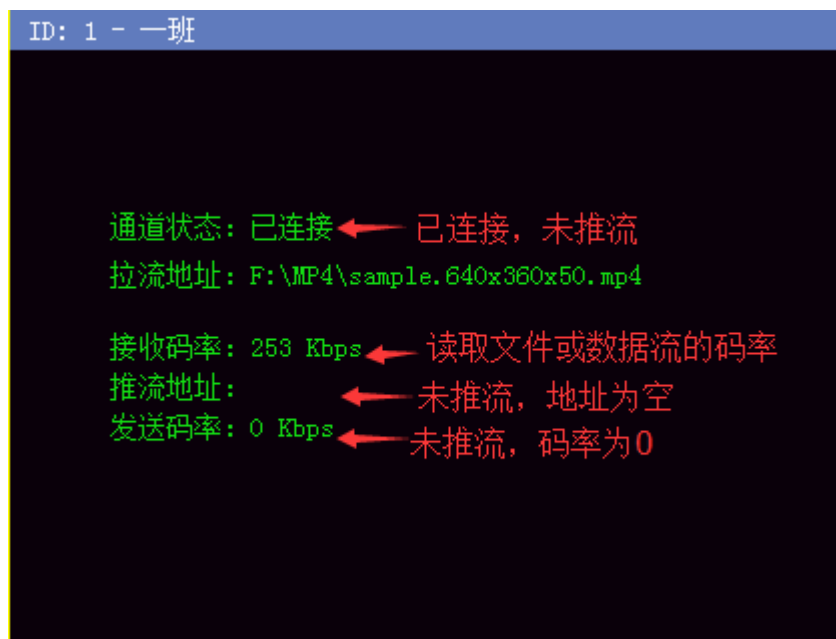 ID: 1 - 一班
通道状态: 已连接 已连接, 未推流
拉流地址: F:\MP4\sample.640x360x50.mp4
接收码率: 253 Kbps 读取文件或数据流的码率
推流地址: 未推流, 地址为空
发送码率: 0 Kbps 未推流, 码率为0